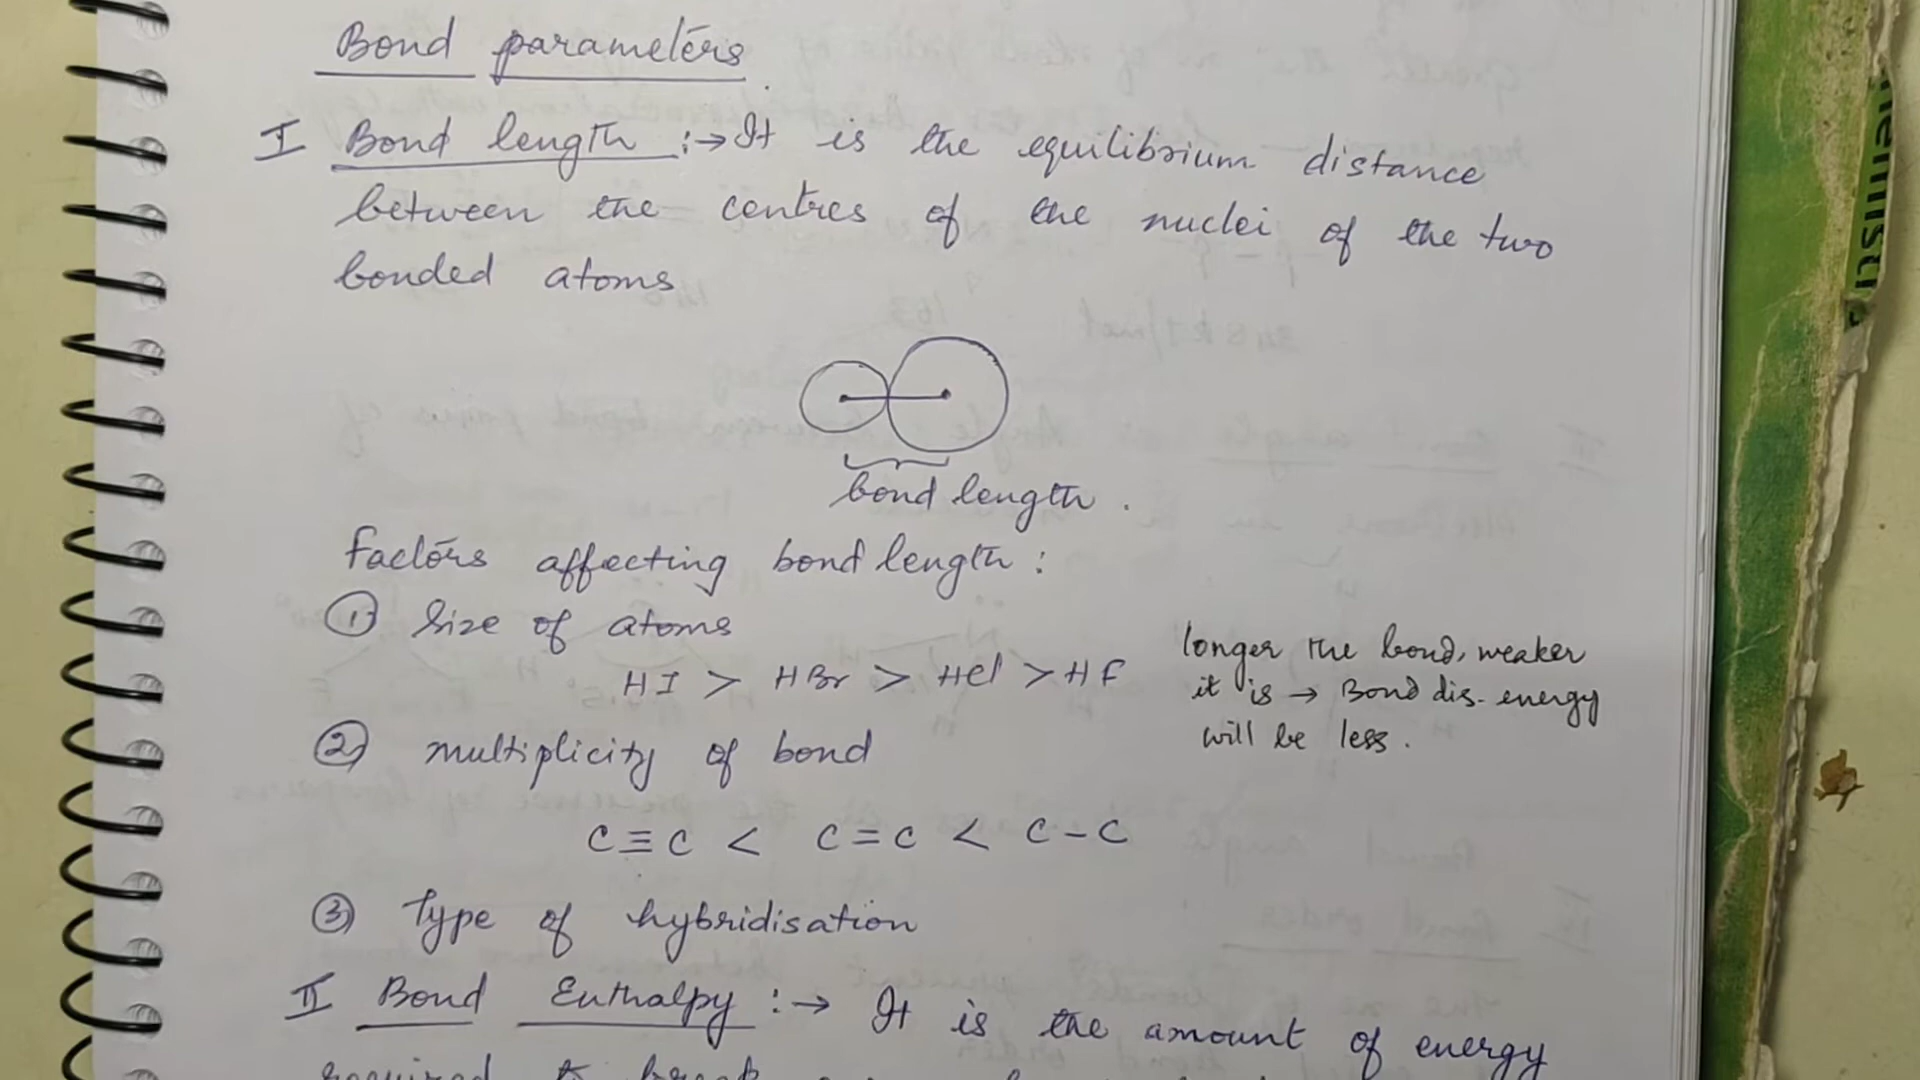 Bond parameters.
I Bond length :→ It is the equilibrium distance
between the centres of the nuclei of the two
bonded atoms
bond length.
Factors affecting bond length:
① Size of atoms
HI > HBr > HCl > HF
longer the bond, weaker
it is → Bond dis. energy
will be less.
② multiplicity of bond
C≡C < C=C < C-C
③ Type of hybridisation
II Bond Enthalpy :→ It is the amount of energy
required to break